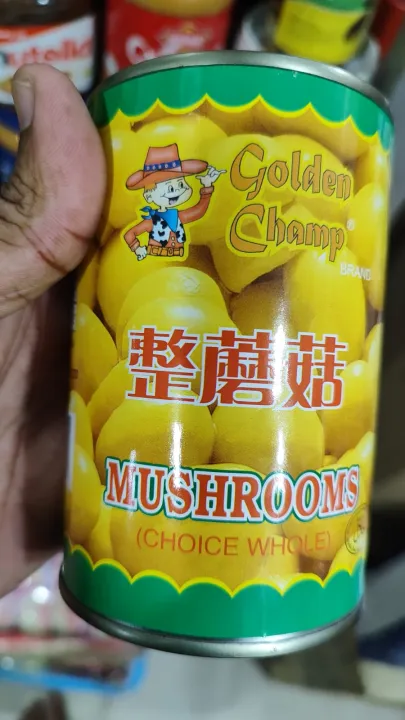 Golden
Champ®
BRAND
整蘑菇
MUSHROOMS
(CHOICE WHOLE)